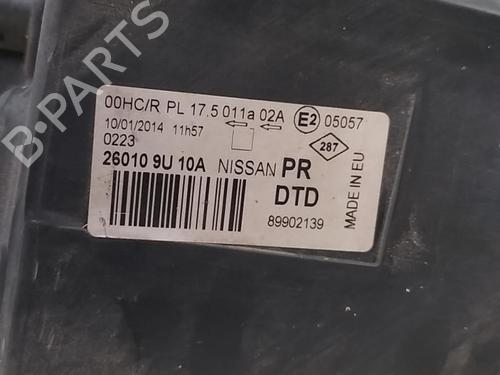 00HC/R PL 17.5 011a 02A E2 05057
10/01/2014 11h57
0223
287
26010 9U 10A NISSAN PR
DTD
89902139
MADE IN EU
B-PARTS